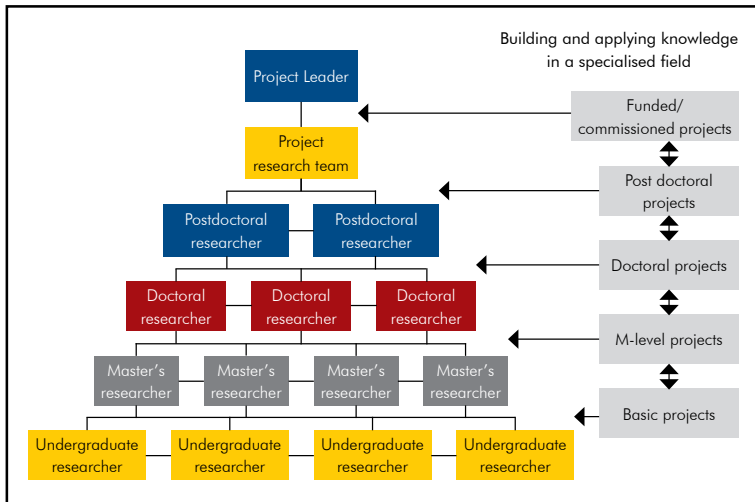 Building and applying knowledge
in a specialised field
Project Leader
Funded/
commissioned projects
Project
research team
Post doctoral
projects
Postdoctoral
researcher
Postdoctoral
researcher
Doctoral projects
Doctoral
researcher
Doctoral
researcher
Doctoral
researcher
M-level projects
Master's
researcher
Master's
researcher
Master's
researcher
Master's
researcher
Basic projects
Undergraduate
researcher
Undergraduate
researcher
Undergraduate
researcher
Undergraduate
researcher